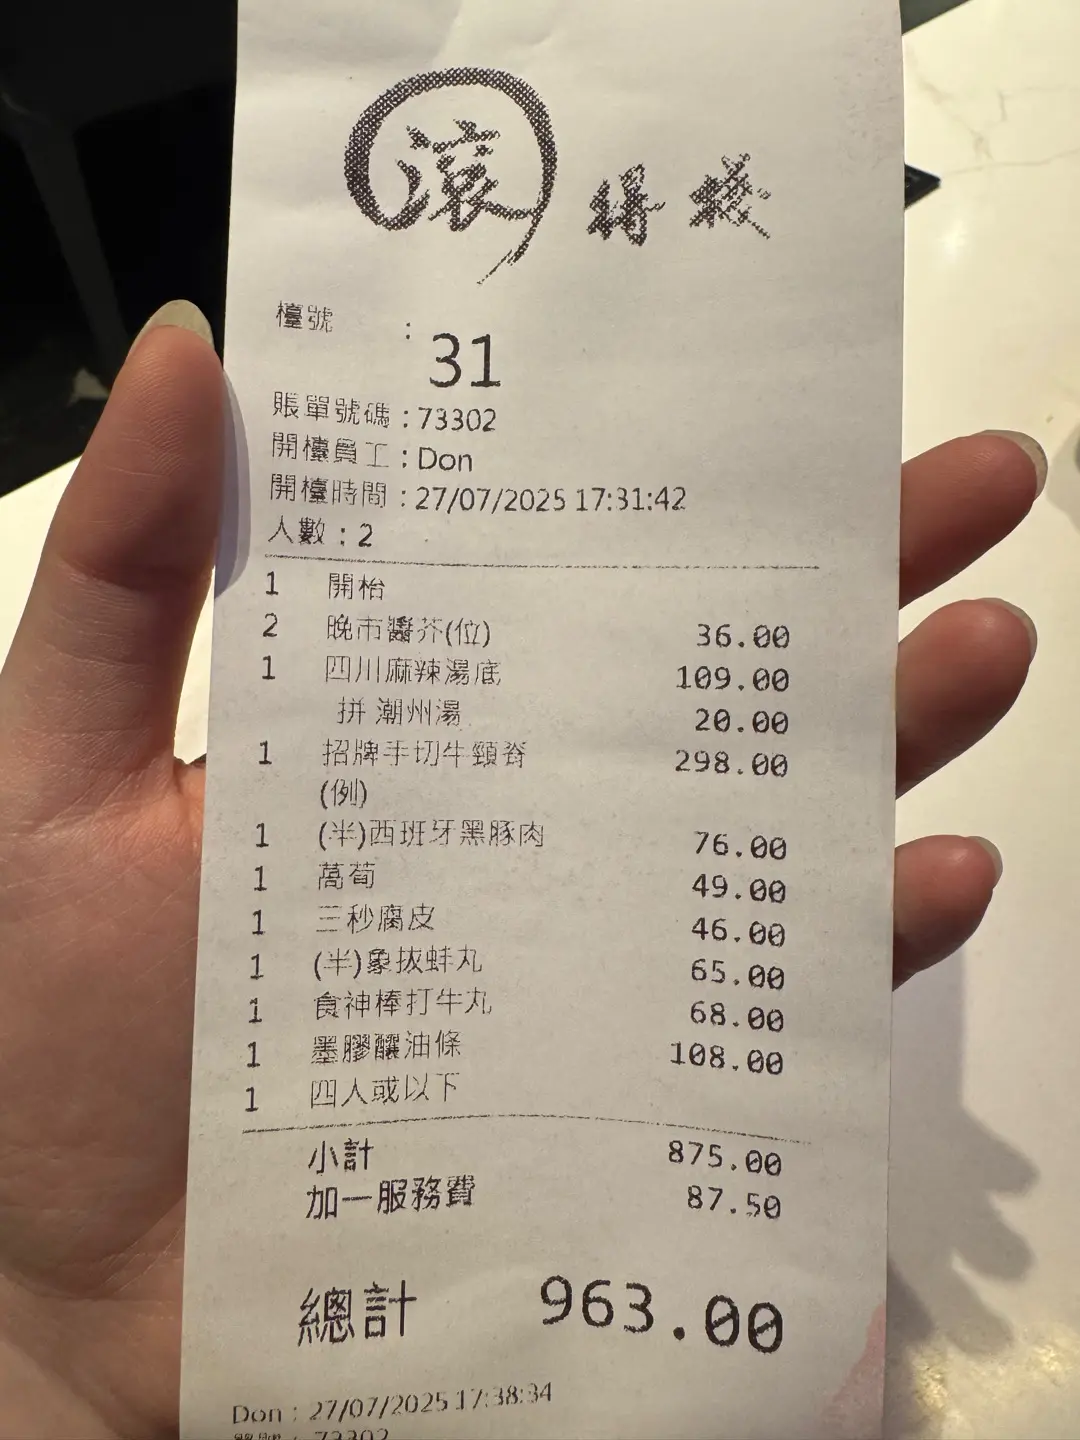 滾
檯號 : 31
賬單號碼 : 73302
開檯員工 : Don
開檯時間 : 27/07/2025 17:31:42
人數 : 2
1 開枱
2 晚市醬芥(位) 36.00
1 四川麻辣湯底 109.00
拼 潮州湯 20.00
1 招牌手切牛頸脊 298.00
(例)
1 (半)西班牙黑豚肉 76.00
1 萵荀 49.00
1 三秒腐皮 46.00
1 (半)象拔蚌丸 65.00
1 食神棒打牛丸 68.00
1 墨膠釀油條 108.00
1 四人或以下
小計 875.00
加一服務費 87.50
總計 963.00
Don : 27/07/2025 17:38:34
73302